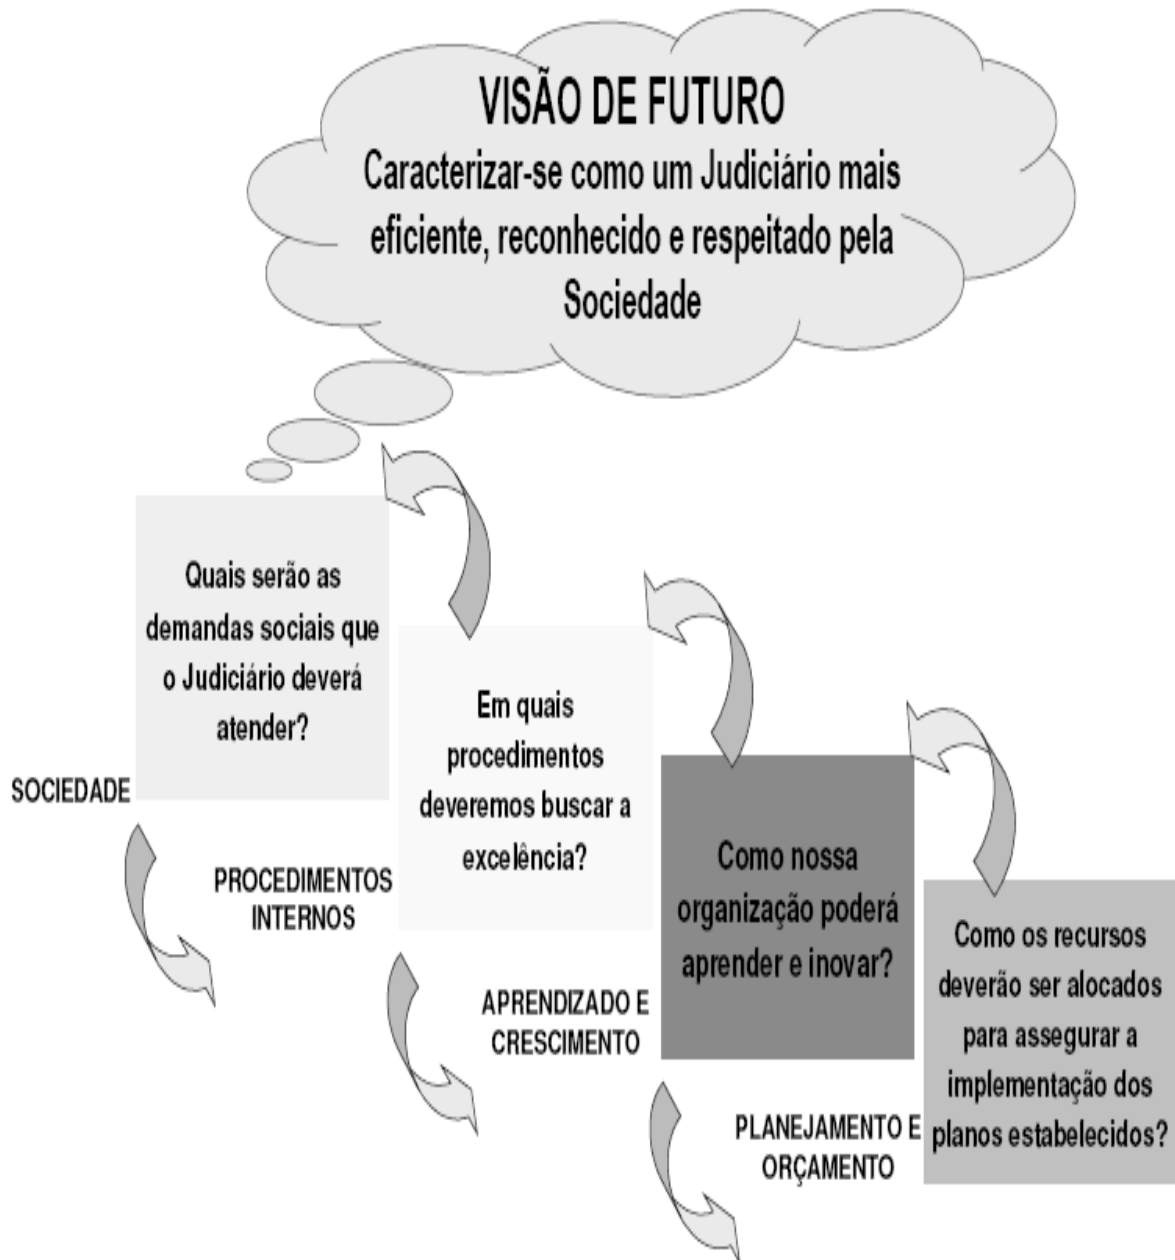 VISÃO DE FUTURO
Caracterizar-se como um Judiciário mais
eficiente, reconhecido e respeitado pela
Sociedade
Quais serão as
demandas sociais que
o Judiciário deverá
atender?
SOCIEDADE
Em quais
procedimentos
deveremos buscar a
excelência?
PROCEDIMENTOS
INTERNOS
Como nossa
organização poderá
aprender e inovar?
APRENDIZADO E
CRESCIMENTO
Como os recursos
deverão ser alocados
para assegurar a
implementação dos
planos estabelecidos?
PLANEJAMENTO E
ORÇAMENTO